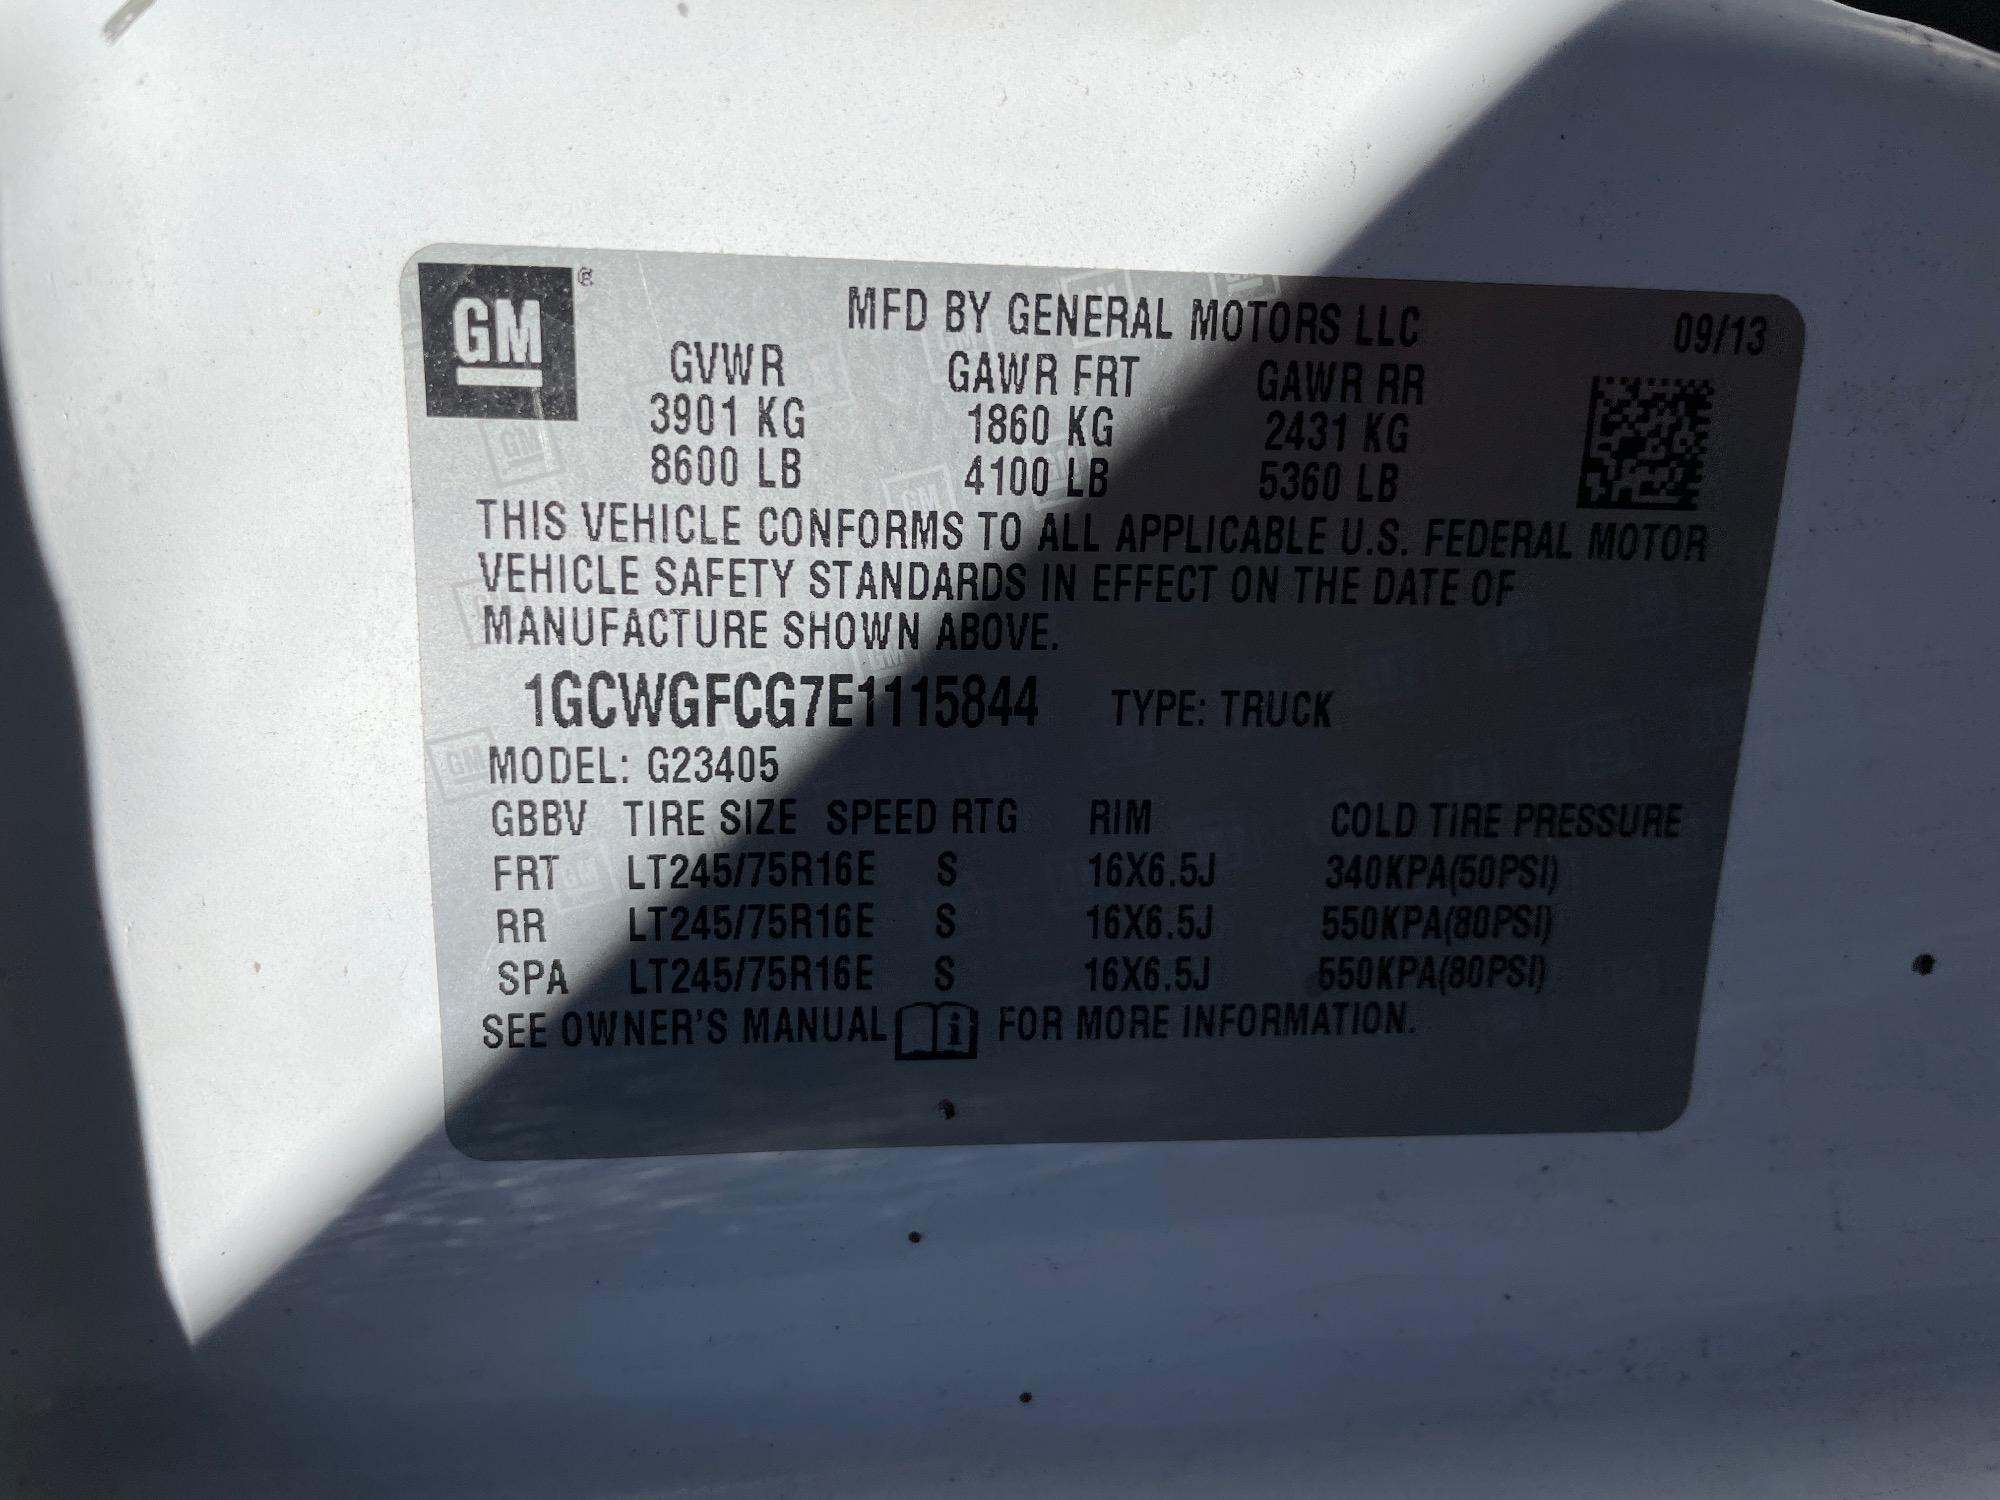 GM®
MFD BY GENERAL MOTORS LLC 09/13
GVWR GAWR FRT GAWR RR
3901 KG 1860 KG 2431 KG
8600 LB 4100 LB 5360 LB
THIS VEHICLE CONFORMS TO ALL APPLICABLE U.S. FEDERAL MOTOR
VEHICLE SAFETY STANDARDS IN EFFECT ON THE DATE OF
MANUFACTURE SHOWN ABOVE.
1GCWGFCG7E1115844 TYPE: TRUCK
MODEL: G23405
GBBV TIRE SIZE SPEED RTG RIM COLD TIRE PRESSURE
FRT LT245/75R16E S 16X6.5J 340KPA(50PSI)
RR LT245/75R16E S 16X6.5J 550KPA(80PSI)
SPA LT245/75R16E S 16X6.5J 550KPA(80PSI)
SEE OWNER'S MANUAL i FOR MORE INFORMATION.